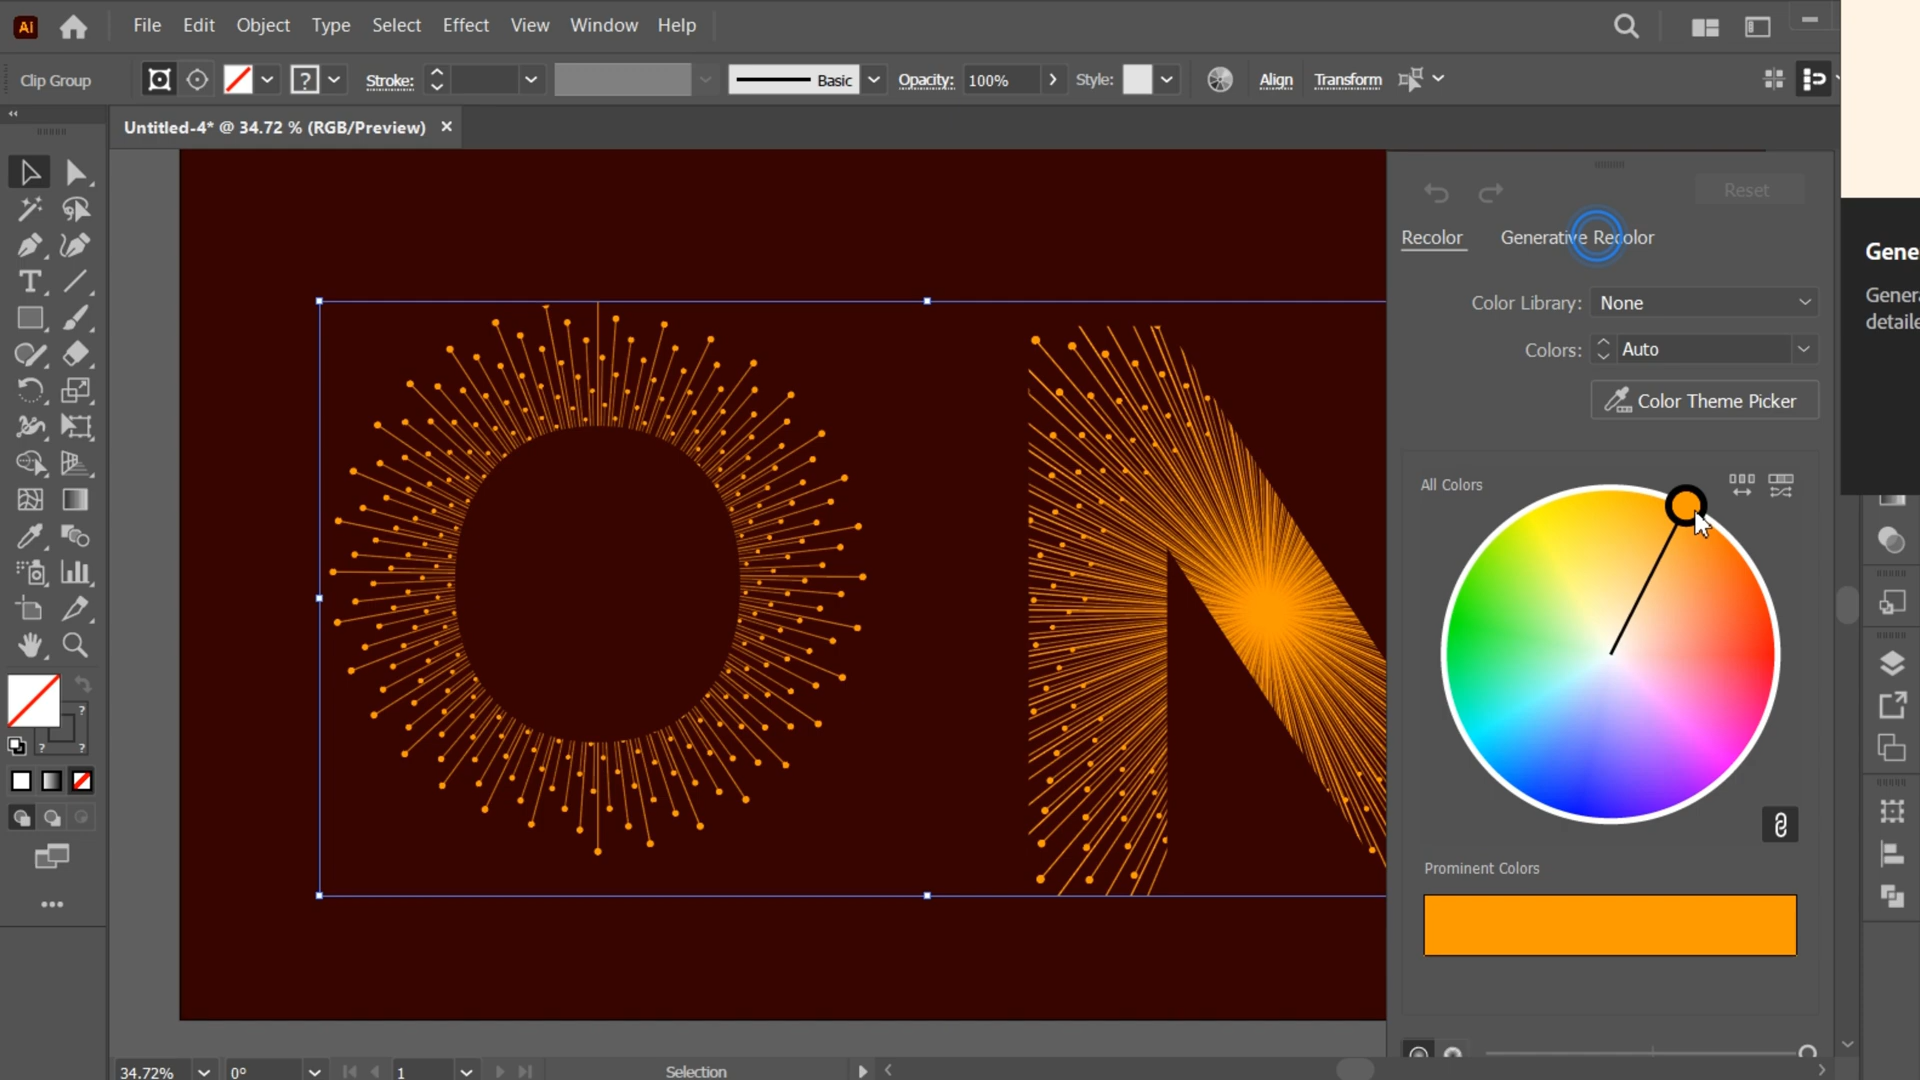 Ai File Edit Object Type Select Effect View Window Help
Clip Group ? Stroke: Basic Opacity: 100% Style: Align Transform
Untitled-4* @ 34.72 % (RGB/Preview) ×
Reset
Recolor Generative Recolor
Gene
Color Library: None
Genera
detaile
Colors: Auto
Color Theme Picker
All Colors
ON
Prominent Colors
34.72% 0° 1 Selection